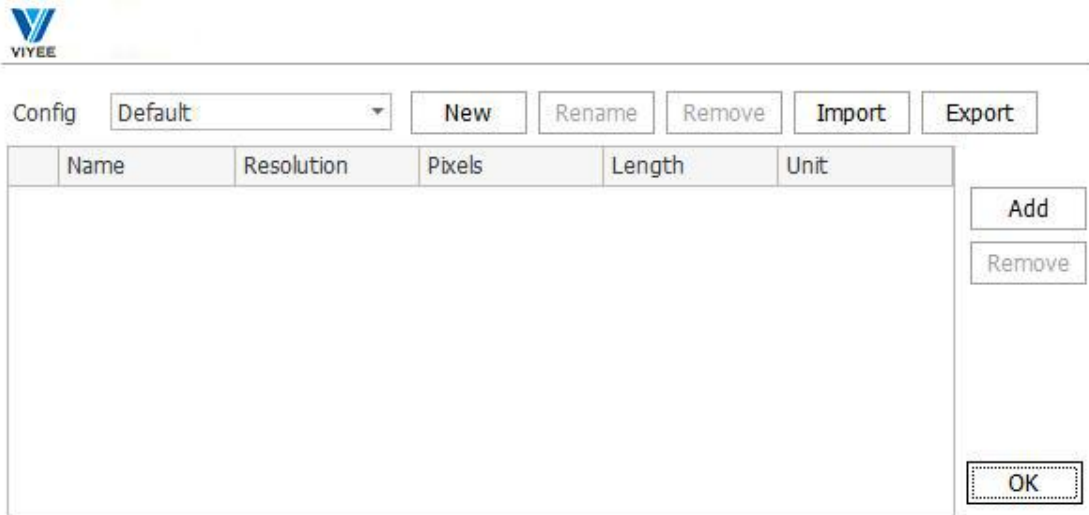 VIYEE
Config Default New Rename Remove Import Export
Name Resolution Pixels Length Unit
Add
Remove
OK